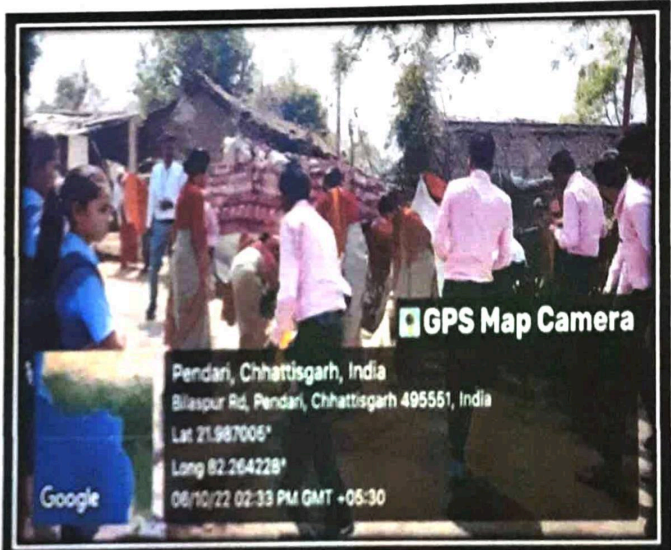 GPS Map Camera
Pendari, Chhattisgarh, India
Bilaspur Rd, Pendari, Chhattisgarh 495551, India
Lat 21.987005°
Long 82.264228°
06/10/22 02:33 PM GMT +05:30
Google